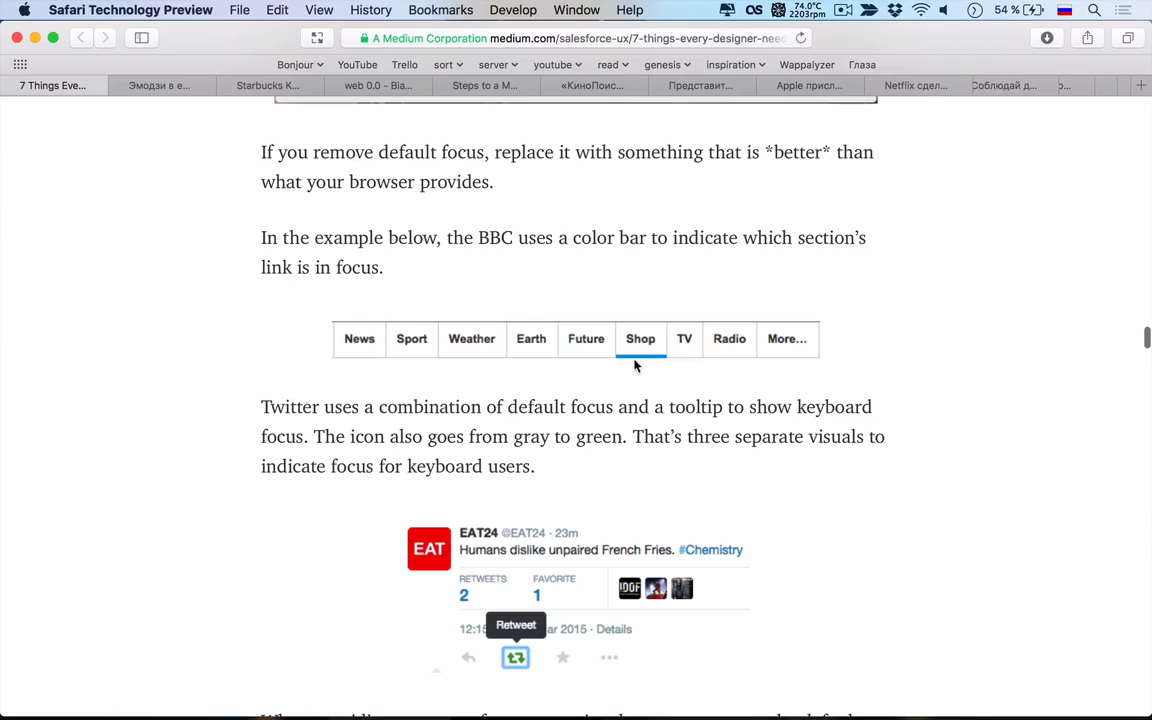 Safari Technology Preview File Edit View History Bookmarks Develop Window Help
74.0°C
2203rpm
54 %
A Medium Corporation medium.com/salesforce-ux/7-things-every-designer-nee
Bonjour YouTube Trello sort server youtube read genesis inspiration Wappalyzer Глаза
7 Things Eve... Эмодзи в е... Starbucks K... web 0.0 - Bia... Steps to a M... «КиноПоис... Представит... Apple присл... Netflix сдел... Соблюдай д...
If you remove default focus, replace it with something that is *better* than
what your browser provides.
In the example below, the BBC uses a color bar to indicate which section's
link is in focus.
News Sport Weather Earth Future Shop TV Radio More...
Twitter uses a combination of default focus and a tooltip to show keyboard
focus. The icon also goes from gray to green. That's three separate visuals to
indicate focus for keyboard users.
EAT24 @EAT24 · 23m
EAT
Humans dislike unpaired French Fries. #Chemistry
RETWEETS FAVORITE
2 1
Retweet
12:15 2015 · Details